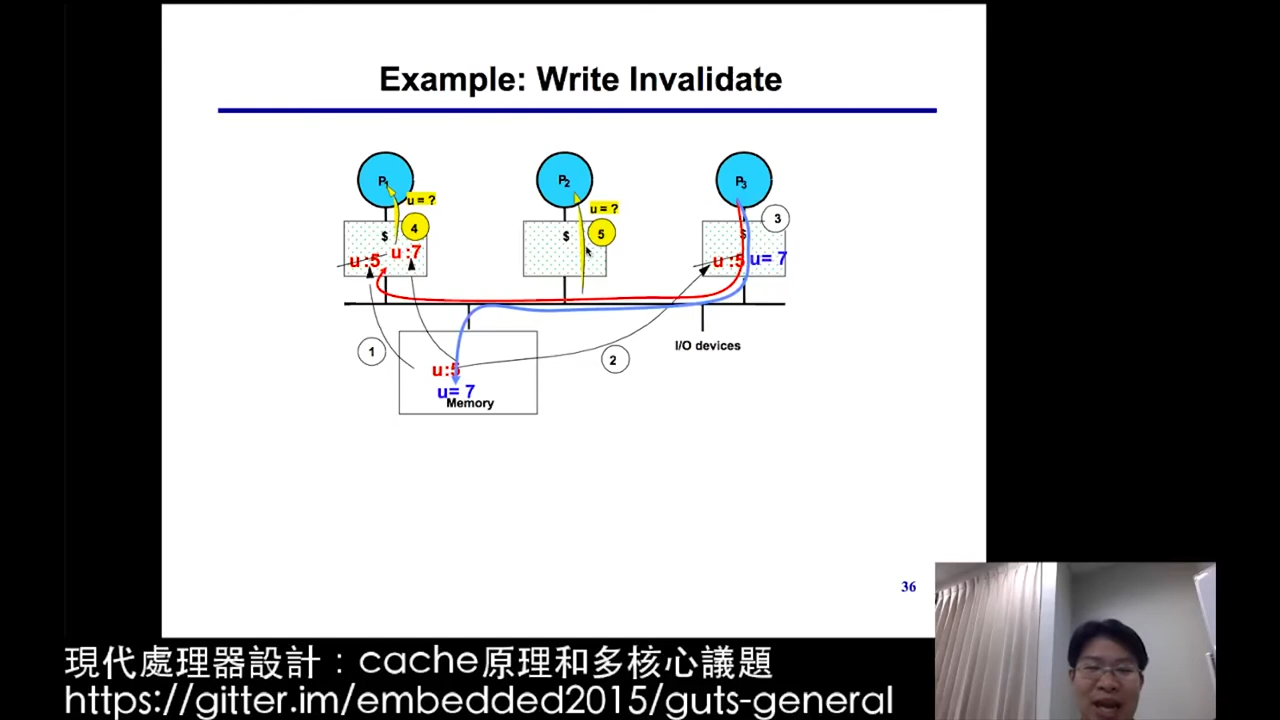 Example: Write Invalidate
P1
P2
P3
u = ?
u = ?
3
4
5
$
$
$
u :5
u :7
u :5
u= 7
1
2
I/O devices
u:5
u= 7
Memory
36
現代處理器設計：cache原理和多核心議題
https://gitter.im/embedded2015/guts-general